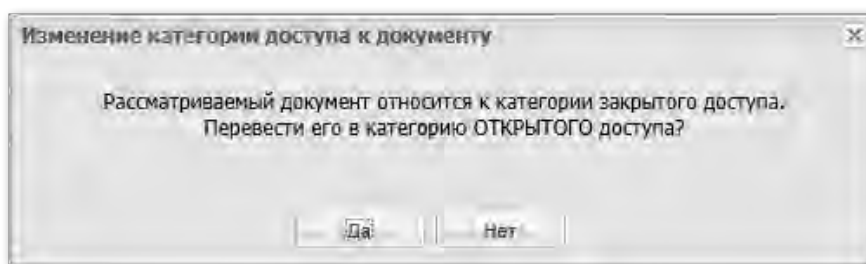 Изменение категории доступа к документу
Рассматриваемый документ относится к категории закрытого доступа.
Перевести его в категорию ОТКРЫТОГО доступа?
Да Нет